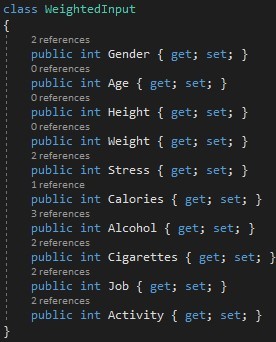 class WeightedInput
{
2 references
public int Gender { get; set; }
0 references
public int Age { get; set; }
0 references
public int Height { get; set; }
0 references
public int Weight { get; set; }
2 references
public int Stress { get; set; }
1 reference
public int Calories { get; set; }
3 references
public int Alcohol { get; set; }
2 references
public int Cigarettes { get; set; }
2 references
public int Job { get; set; }
2 references
public int Activity { get; set; }
}